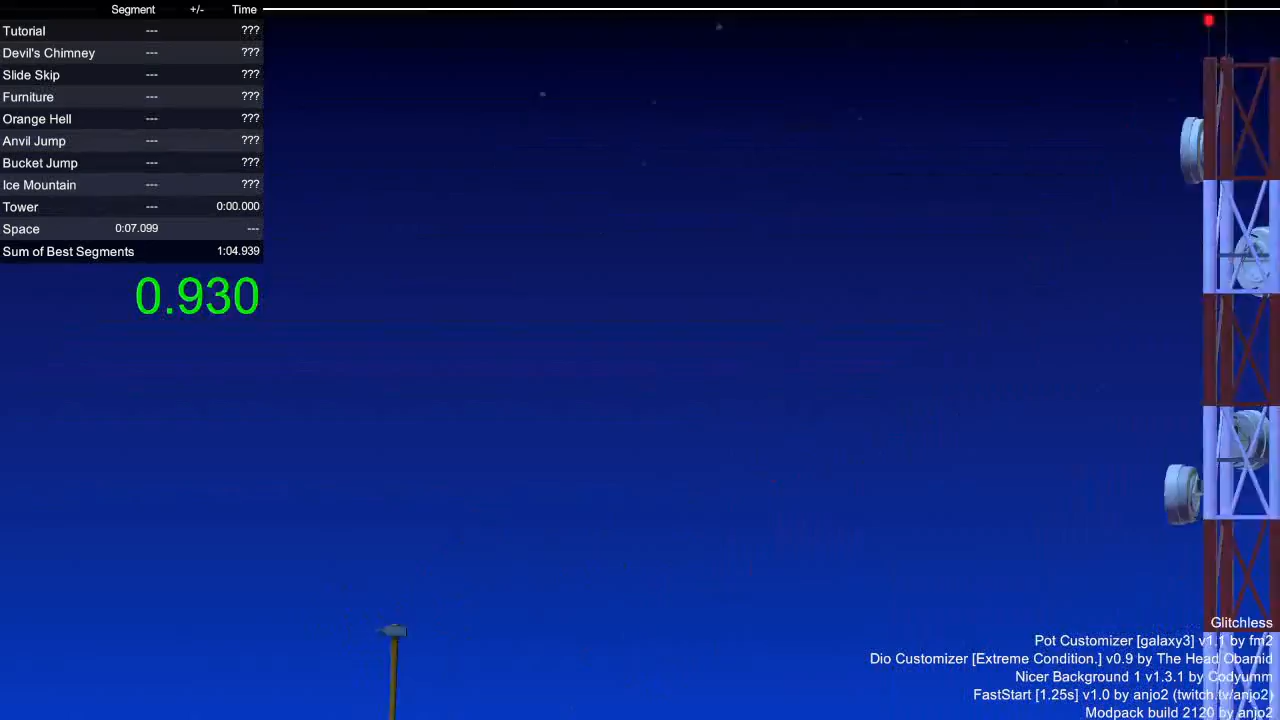 Segment +/- Time
Tutorial --- ???
Devil's Chimney --- ???
Slide Skip --- ???
Furniture --- ???
Orange Hell --- ???
Anvil Jump --- ???
Bucket Jump --- ???
Ice Mountain --- ???
Tower --- 0:00.000
Space 0:07.099 ---
Sum of Best Segments 1:04.939
0.930
Glitchless
Pot Customizer [galaxy3] v1.1 by fm2
Dio Customizer [Extreme Condition.] v0.9 by The Head Obamid
Nicer Background 1 v1.3.1 by Codyumm
FastStart [1.25s] v1.0 by anjo2 (twitch.tv/anjo2)
Modpack build 2120 by anjo2